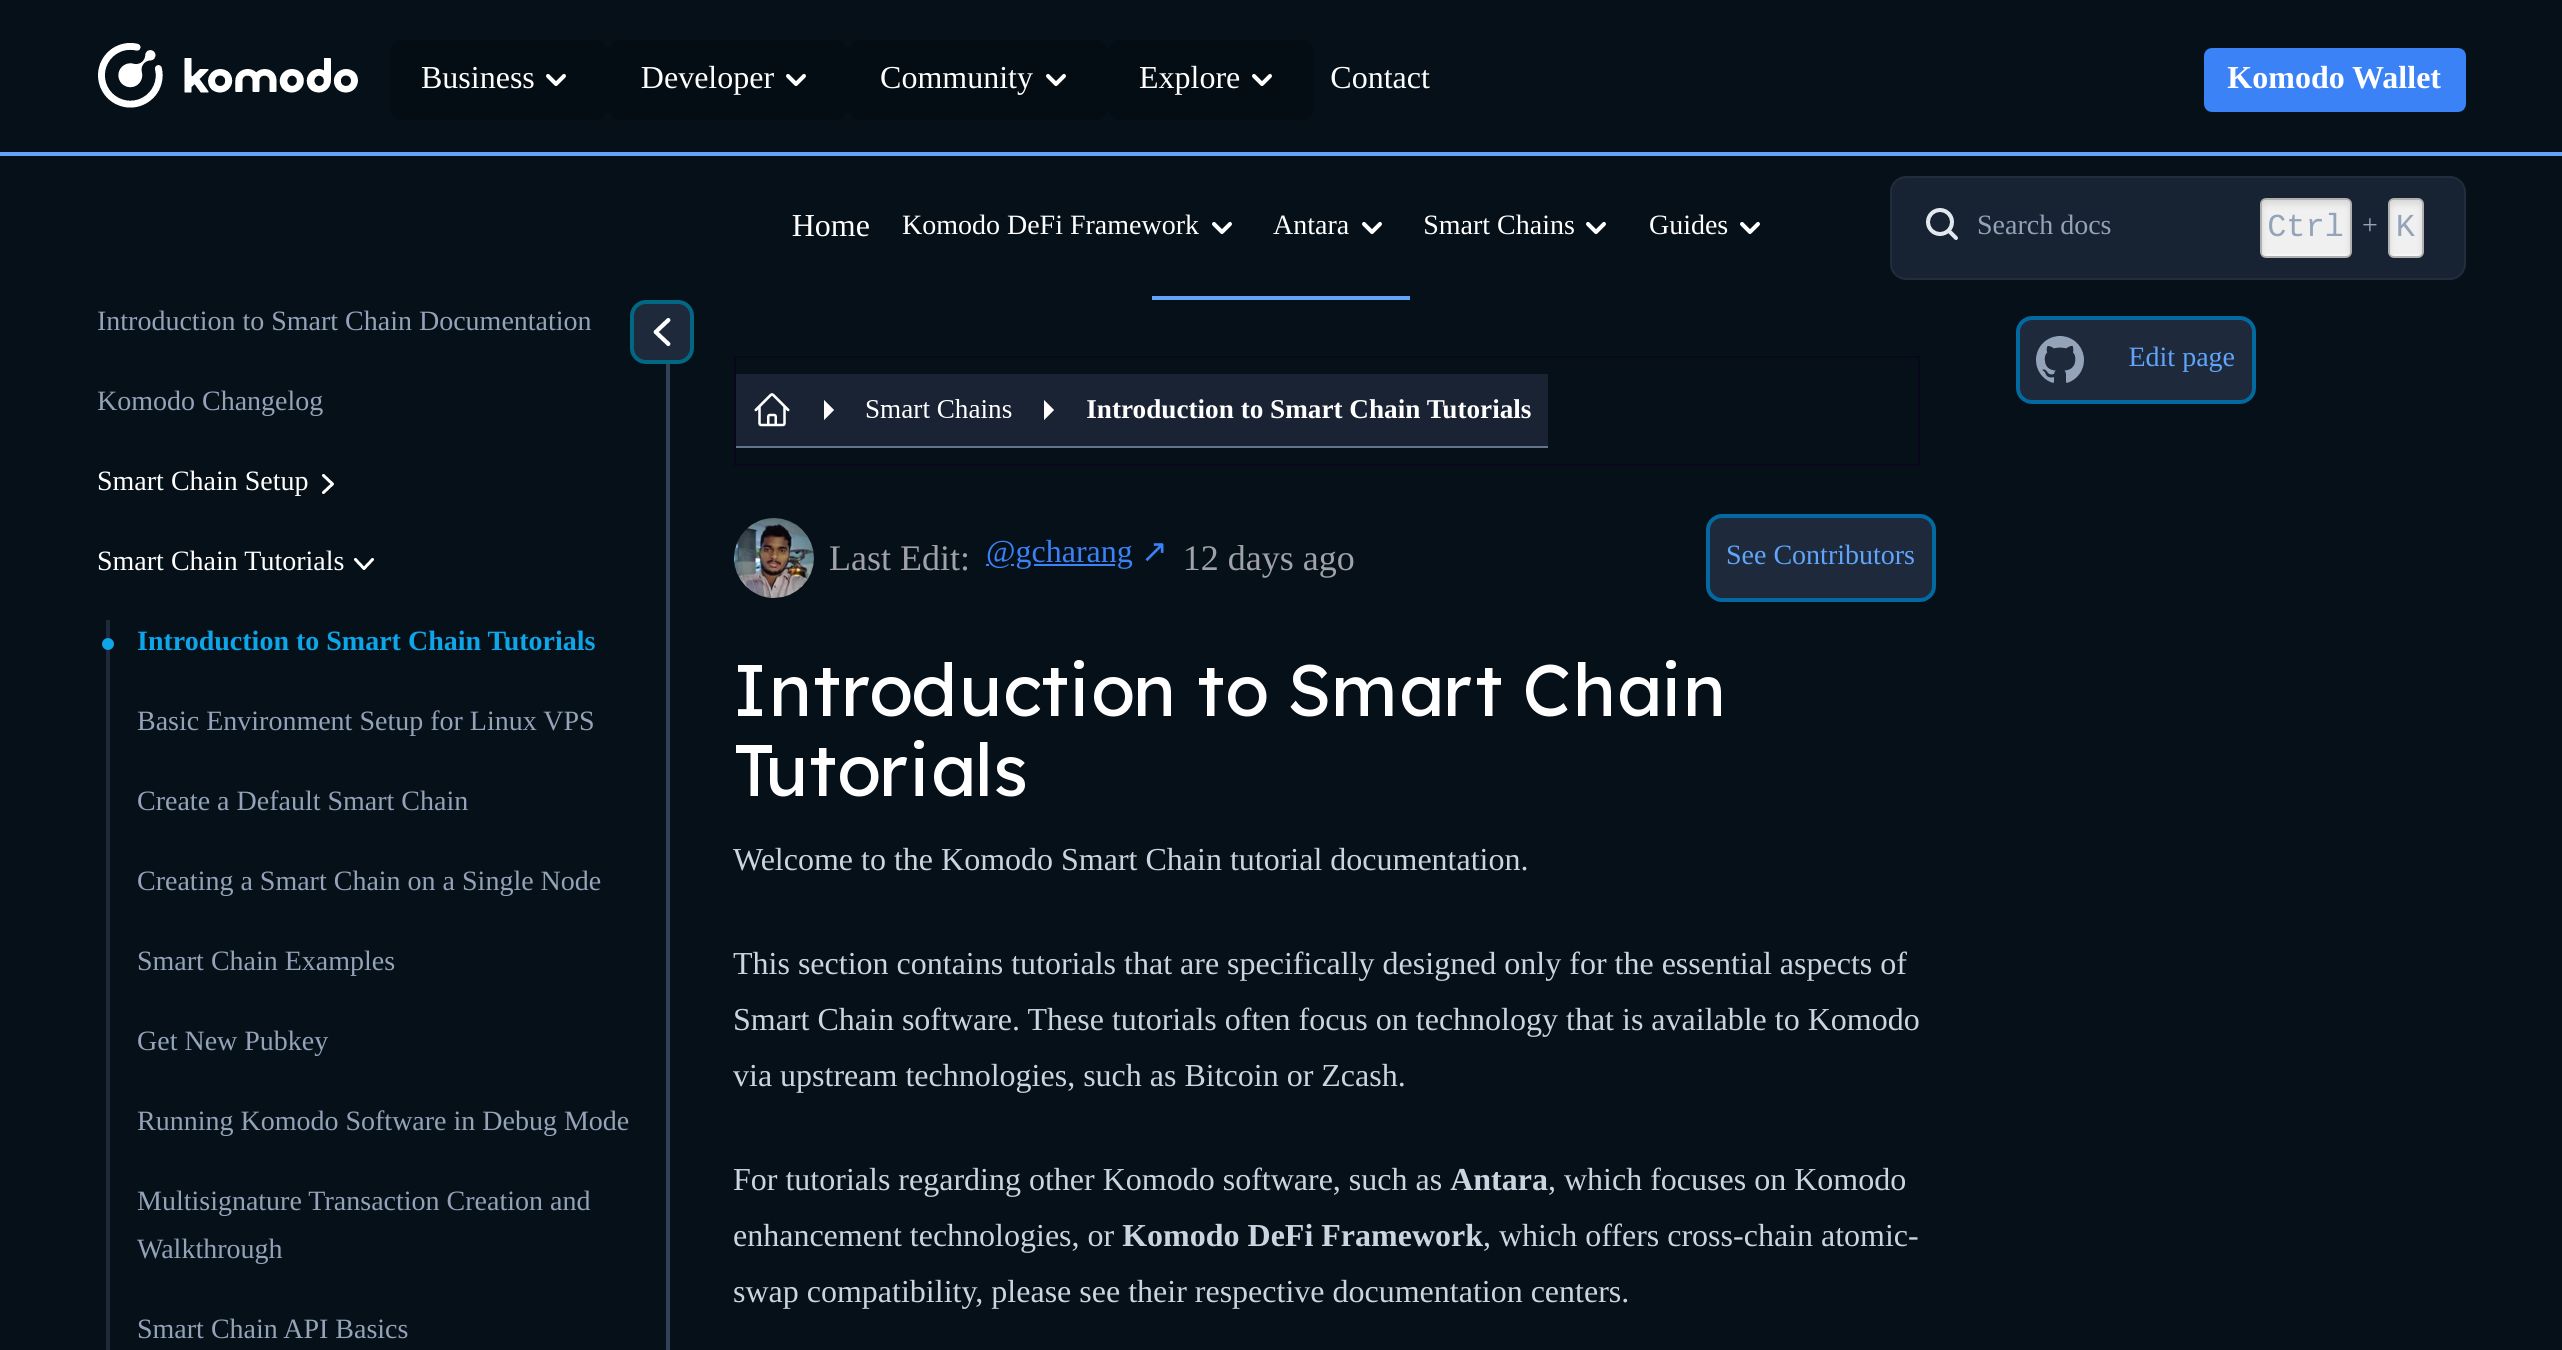 komodo
Business
Developer
Community
Explore
Contact
Komodo Wallet
Home
Komodo DeFi Framework
Antara
Smart Chains
Guides
Search docs
Ctrl + K
Introduction to Smart Chain Documentation
Komodo Changelog
Smart Chain Setup
Smart Chain Tutorials
Introduction to Smart Chain Tutorials
Basic Environment Setup for Linux VPS
Create a Default Smart Chain
Creating a Smart Chain on a Single Node
Smart Chain Examples
Get New Pubkey
Running Komodo Software in Debug Mode
Multisignature Transaction Creation and
Walkthrough
Smart Chain API Basics
Smart Chains
Introduction to Smart Chain Tutorials
Edit page
Last Edit: @gcharang ↗ 12 days ago
See Contributors
Introduction to Smart Chain
Tutorials
Welcome to the Komodo Smart Chain tutorial documentation.
This section contains tutorials that are specifically designed only for the essential aspects of
Smart Chain software. These tutorials often focus on technology that is available to Komodo
via upstream technologies, such as Bitcoin or Zcash.
For tutorials regarding other Komodo software, such as Antara, which focuses on Komodo
enhancement technologies, or Komodo DeFi Framework, which offers cross-chain atomic-
swap compatibility, please see their respective documentation centers.